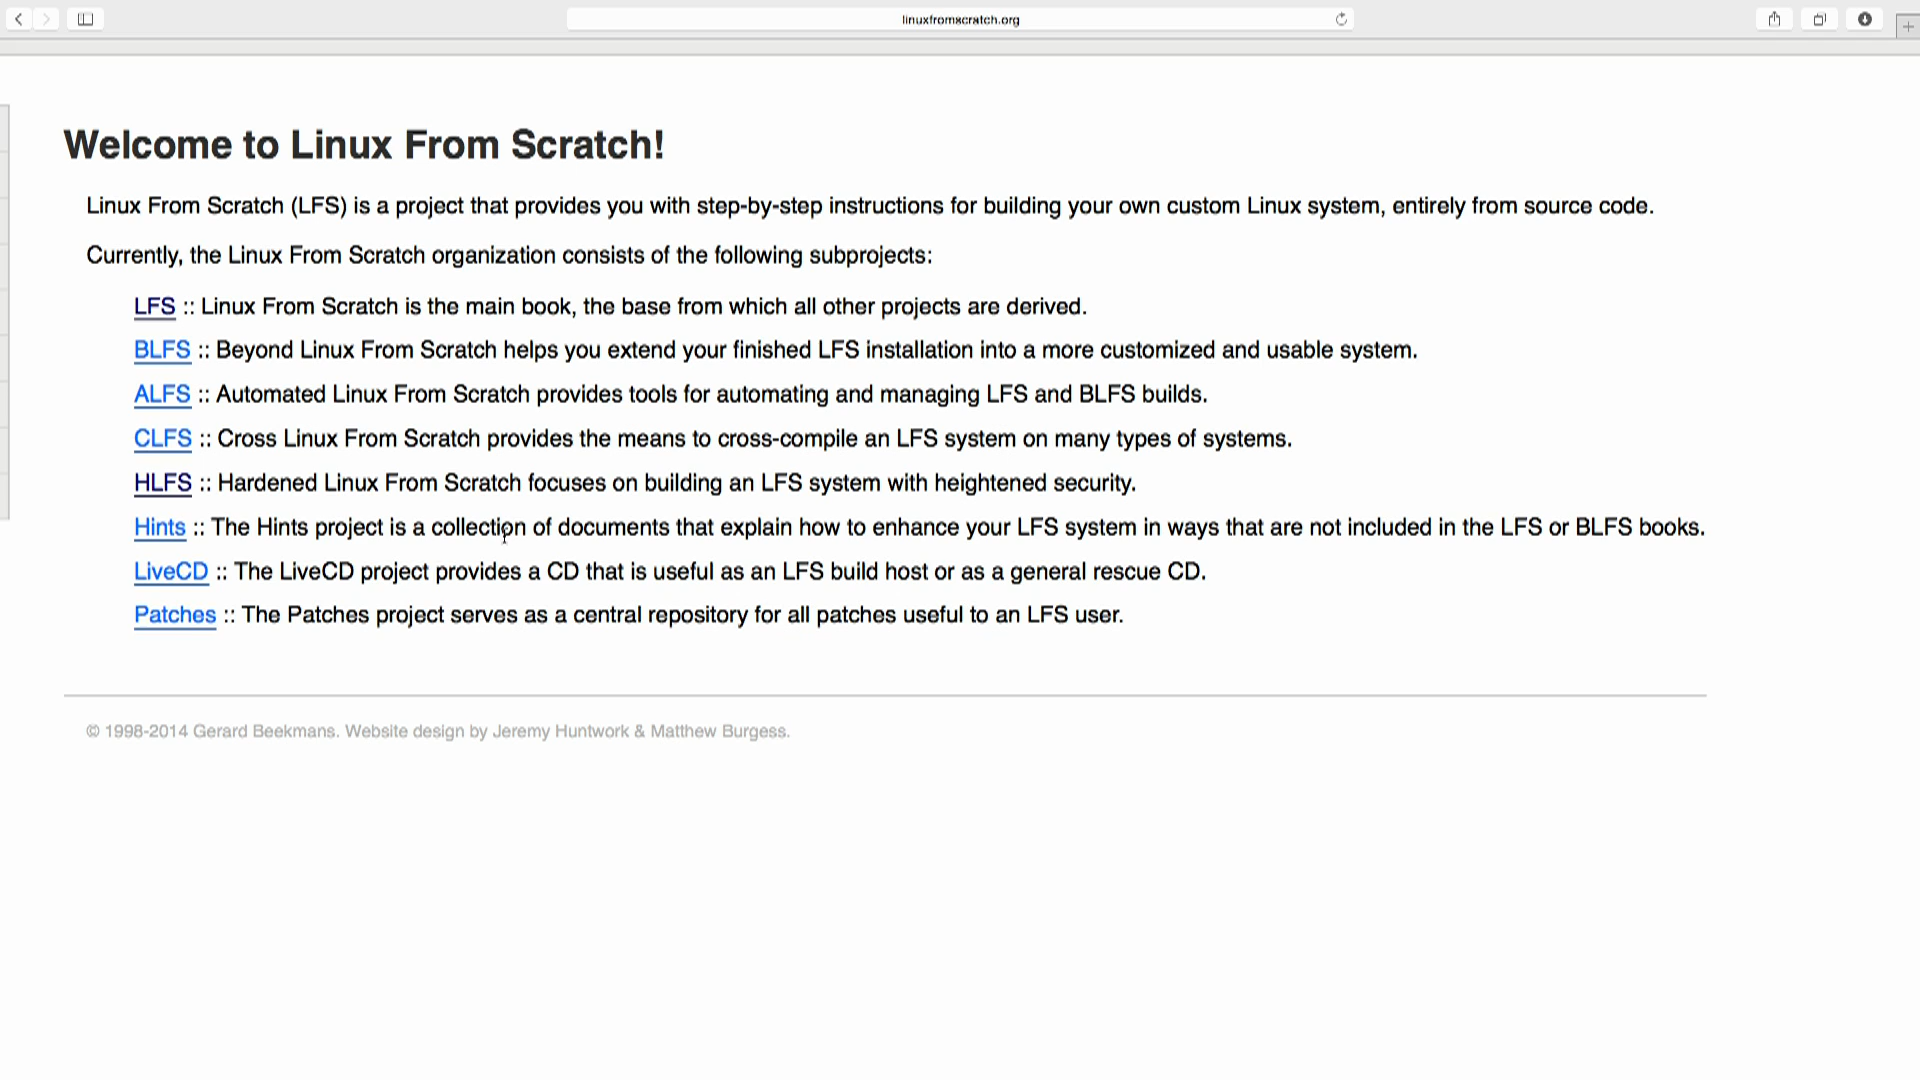 linuxfromscratch.org
Welcome to Linux From Scratch!
Linux From Scratch (LFS) is a project that provides you with step-by-step instructions for building your own custom Linux system, entirely from source code.
Currently, the Linux From Scratch organization consists of the following subprojects:
LFS :: Linux From Scratch is the main book, the base from which all other projects are derived.
BLFS :: Beyond Linux From Scratch helps you extend your finished LFS installation into a more customized and usable system.
ALFS :: Automated Linux From Scratch provides tools for automating and managing LFS and BLFS builds.
CLFS :: Cross Linux From Scratch provides the means to cross-compile an LFS system on many types of systems.
HLFS :: Hardened Linux From Scratch focuses on building an LFS system with heightened security.
Hints :: The Hints project is a collection of documents that explain how to enhance your LFS system in ways that are not included in the LFS or BLFS books.
LiveCD :: The LiveCD project provides a CD that is useful as an LFS build host or as a general rescue CD.
Patches :: The Patches project serves as a central repository for all patches useful to an LFS user.
© 1998-2014 Gerard Beekmans. Website design by Jeremy Huntwork & Matthew Burgess.